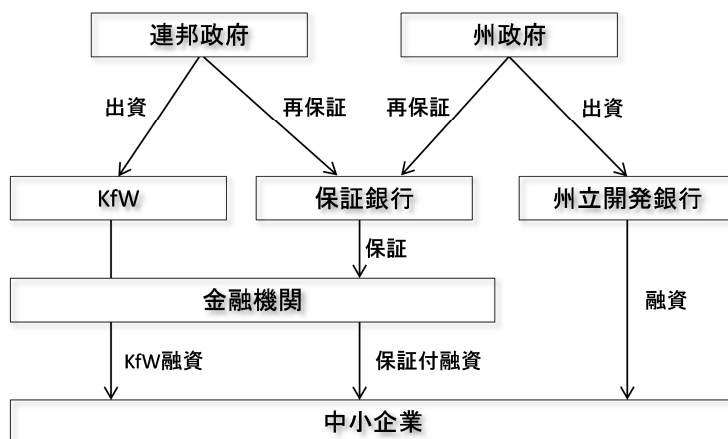 連邦政府
州政府
出資
再保証
再保証
出資
KfW
保証銀行
州立開発銀行
保証
金融機関
融資
KfW融資
保証付融資
中小企業